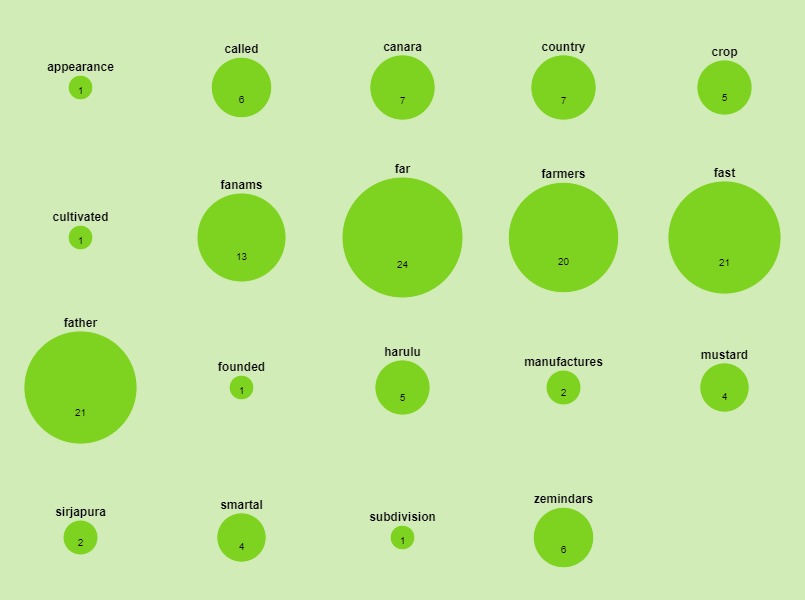 appearance
1
called
6
canara
7
country
7
crop
5
cultivated
1
fanams
13
far
24
farmers
20
fast
21
father
21
founded
1
harulu
5
manufactures
2
mustard
4
sirjapura
2
smartal
4
subdivision
1
zemindars
6